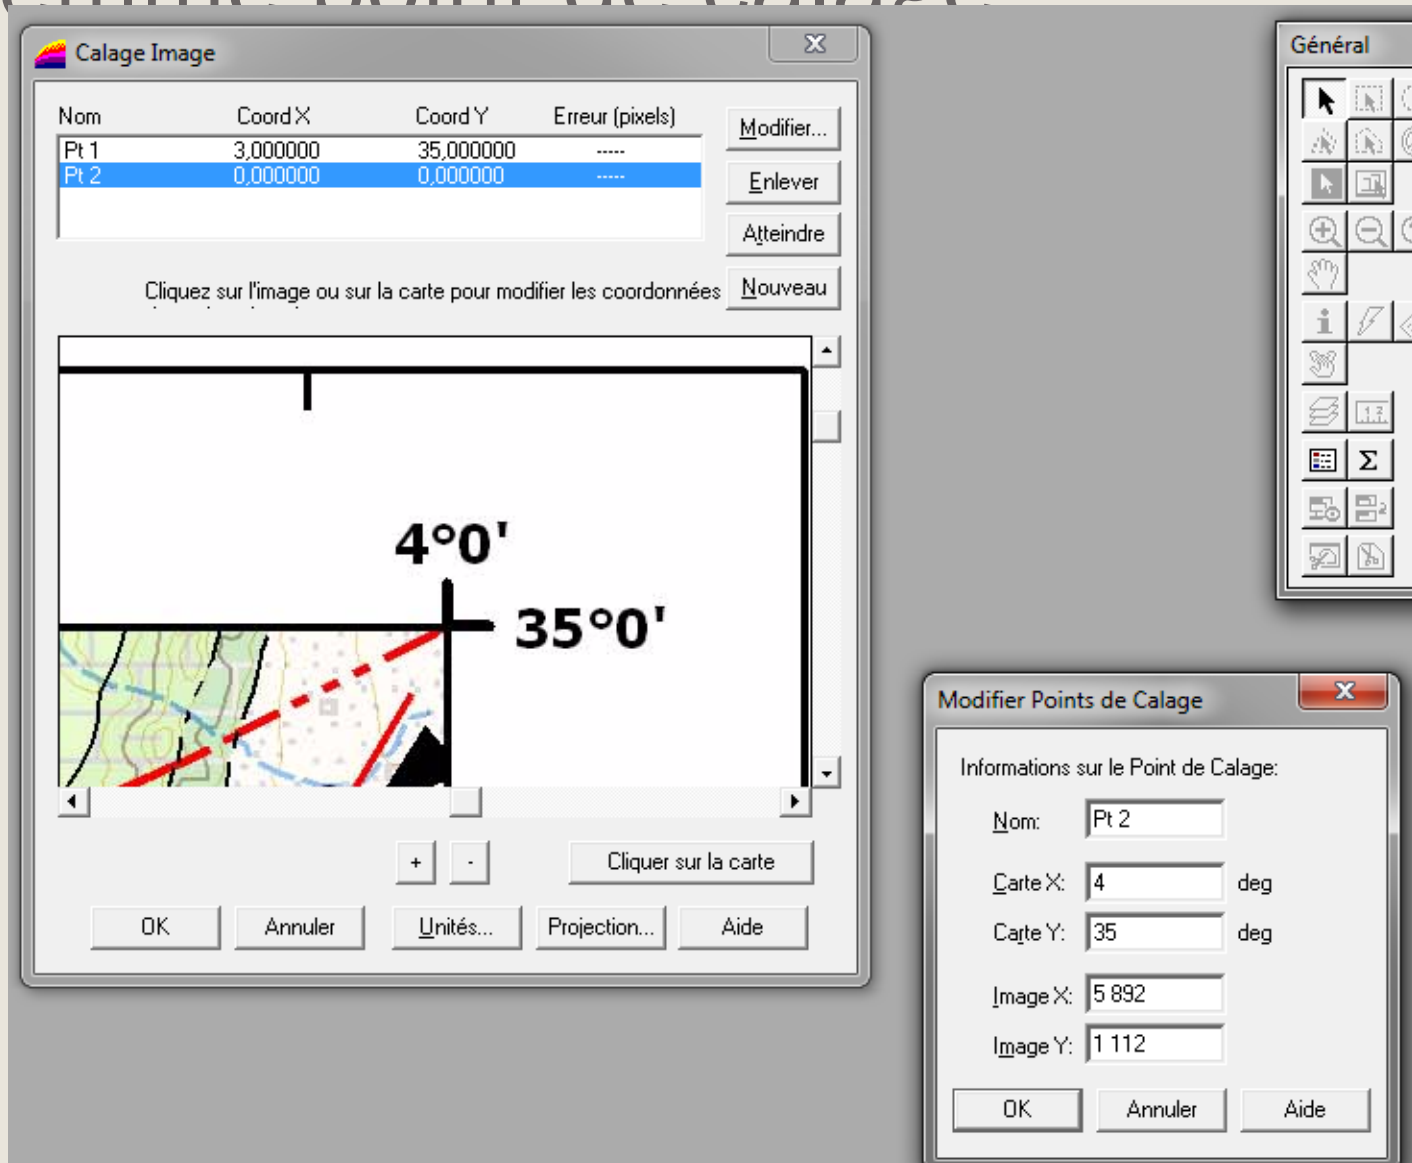 Calage Image
Nom Coord X Coord Y Erreur (pixels)
Pt 1 3,000000 35,000000 -----
Pt 2 0,000000 0,000000 -----
Modifier...
Enlever
Atteindre
Nouveau
Cliquez sur l'image ou sur la carte pour modifier les coordonnées
4°0'
35°0'
+ -
Cliquer sur la carte
OK Annuler Unités... Projection... Aide
Général
Modifier Points de Calage
Informations sur le Point de Calage:
Nom: Pt 2
Carte X: 4 deg
Carte Y: 35 deg
Image X: 5 892
Image Y: 1 112
OK Annuler Aide